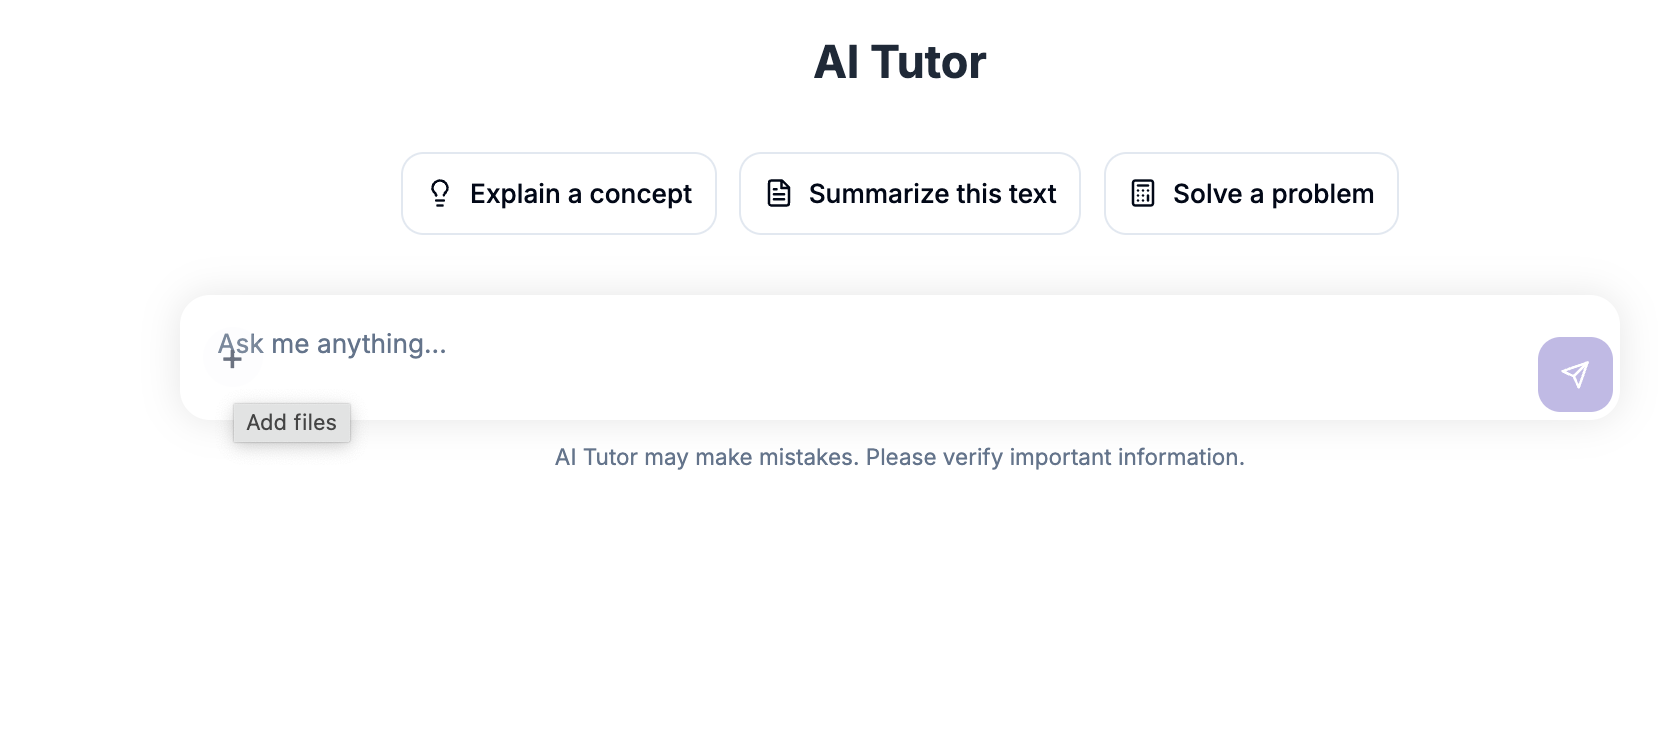 AI Tutor
Explain a concept
Summarize this text
Solve a problem
Ask me anything...
Add files
AI Tutor may make mistakes. Please verify important information.